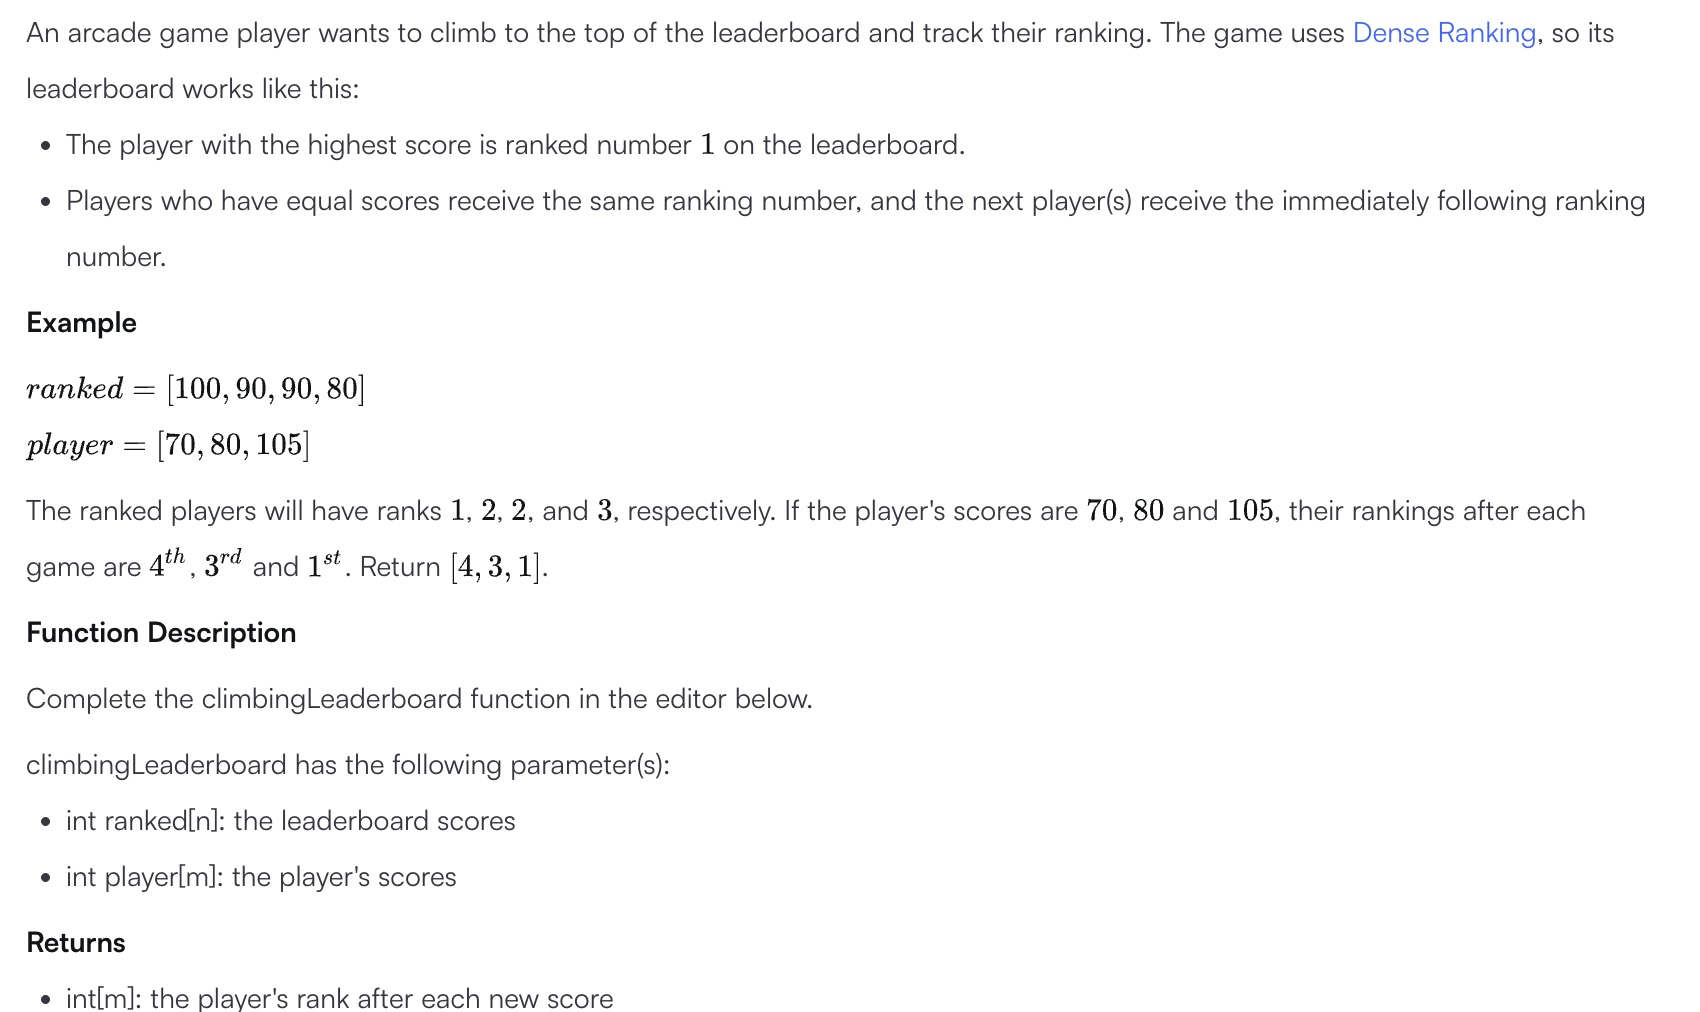 An arcade game player wants to climb to the top of the leaderboard and track their ranking. The game uses Dense Ranking, so its
leaderboard works like this:
• The player with the highest score is ranked number 1 on the leaderboard.
• Players who have equal scores receive the same ranking number, and the next player(s) receive the immediately following ranking
number.
Example
ranked = [100, 90, 90, 80]
player = [70, 80, 105]
The ranked players will have ranks 1, 2, 2, and 3, respectively. If the player's scores are 70, 80 and 105, their rankings after each
game are 4th, 3rd and 1st. Return [4, 3, 1].
Function Description
Complete the climbingLeaderboard function in the editor below.
climbingLeaderboard has the following parameter(s):
• int ranked[n]: the leaderboard scores
• int player[m]: the player's scores
Returns
• int[m]: the player's rank after each new score